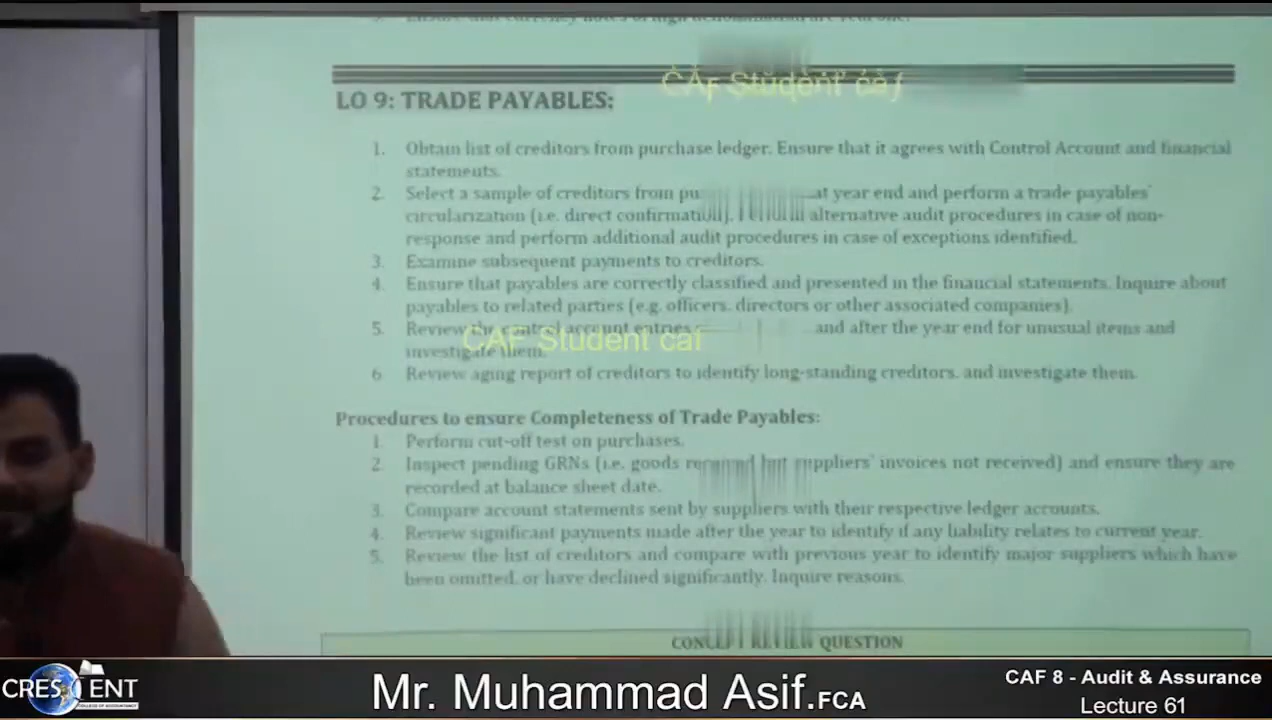 CAF Student caf
LO 9: TRADE PAYABLES:
1. Obtain list of creditors from purchase ledger. Ensure that it agrees with Control Account and financial
statements.
2. Select a sample of creditors from at year end and perform a trade payables'
circularization (i.e. direct confirmation). Perform alternative audit procedures in case of non-
response and perform additional audit procedures in case of exceptions identified.
3. Examine subsequent payments to creditors.
4. Ensure that payables are correctly classified and presented in the financial statements. Inquire about
payables to related parties (e.g. officers, directors or other associated companies).
5. Review the control account entries and after the year end for unusual items and
CAF Student caf
investigate them.
6. Review aging report of creditors to identify long-standing creditors, and investigate them.
Procedures to ensure Completeness of Trade Payables:
1. Perform cut-off test on purchases.
2. Inspect pending GRNs (i.e. goods received but suppliers' invoices not received) and ensure they are
recorded at balance sheet date.
3. Compare account statements sent by suppliers with their respective ledger accounts.
4. Review significant payments made after the year to identify if any liability relates to current year.
5. Review the list of creditors and compare with previous year to identify major suppliers which have
been omitted, or have declined significantly. Inquire reasons.
CONCEPT REVIEW QUESTION
CRESCENT
COLLEGE OF ACCOUNTANCY
Mr. Muhammad Asif.FCA
CAF 8 - Audit & Assurance
Lecture 61